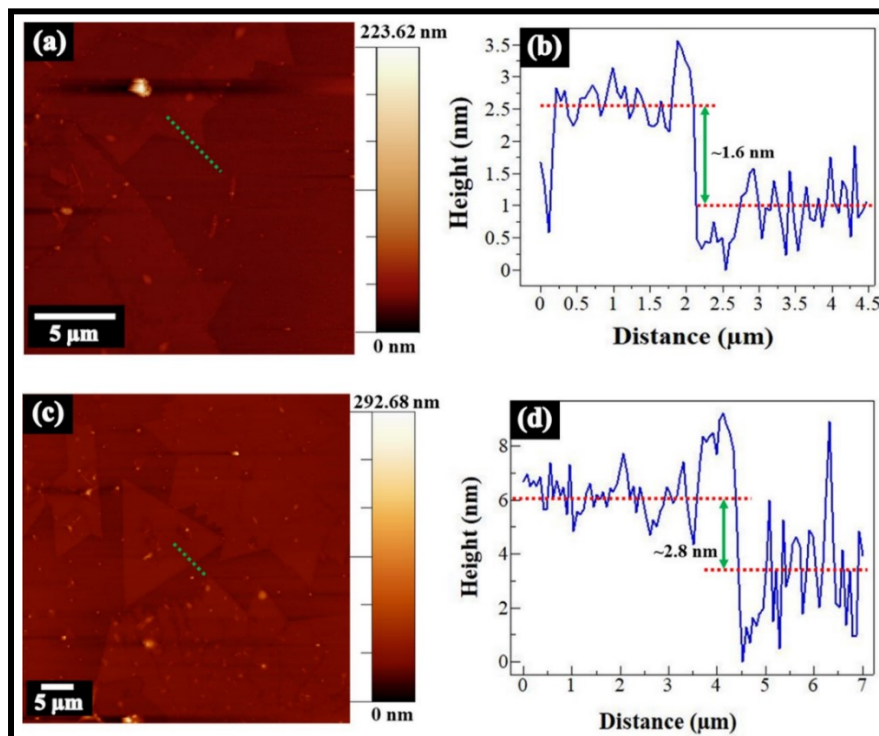 (a)
223.62 nm
5 μm
0 nm
(b)
Height (nm)
3.5
3
2.5
2
1.5
1
0.5
0
~1.6 nm
0 0.5 1 1.5 2 2.5 3 3.5 4 4.5
Distance (μm)
(c)
292.68 nm
5 μm
0 nm
(d)
Height (nm)
8
6
4
2
0
~2.8 nm
0 1 2 3 4 5 6 7
Distance (μm)